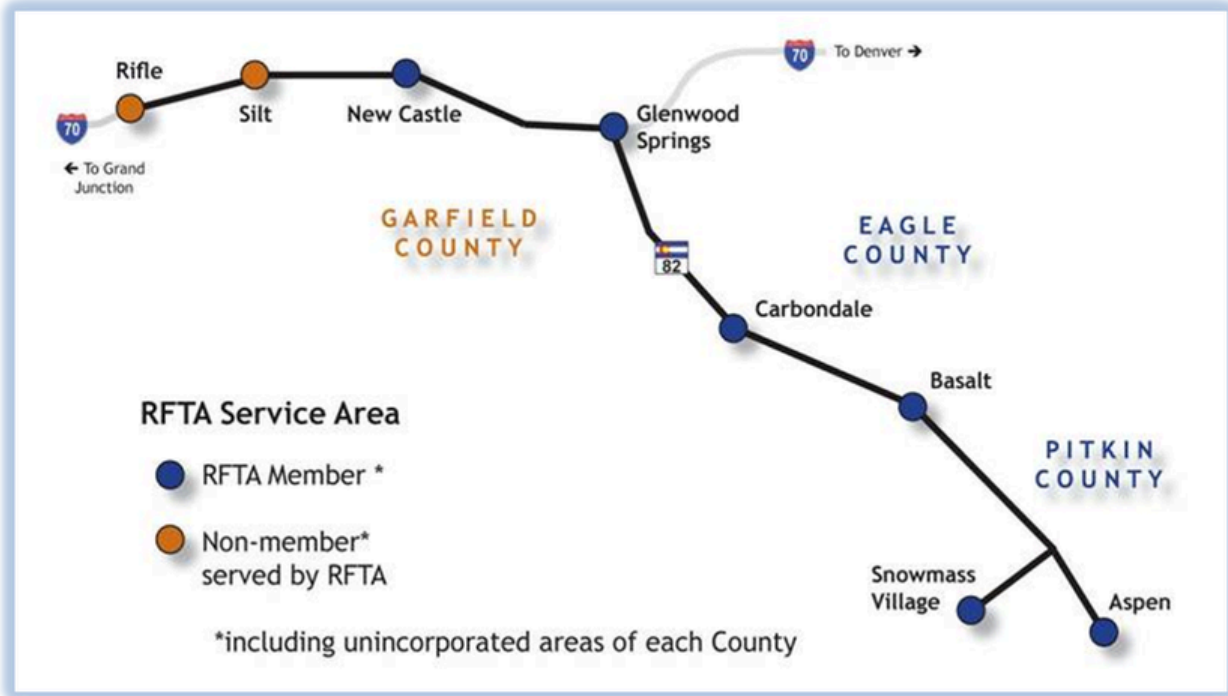 70
To Denver →
Rifle
Silt
New Castle
Glenwood
Springs
70
← To Grand
Junction
GARFIELD
COUNTY
EAGLE
COUNTY
82
Carbondale
Basalt
PITKIN
COUNTY
RFTA Service Area
RFTA Member *
Non-member*
served by RFTA
Snowmass
Village
Aspen
*including unincorporated areas of each County